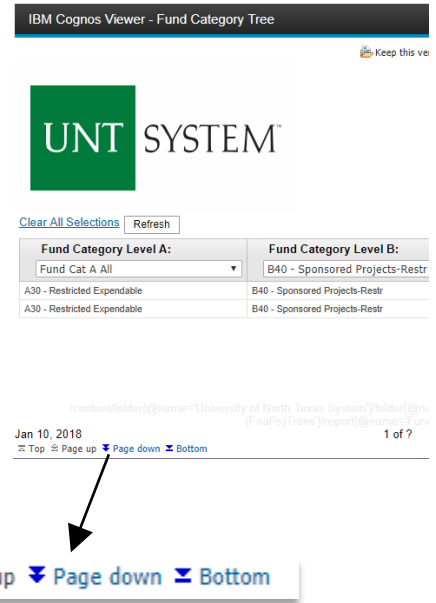 IBM Cognos Viewer - Fund Category Tree
Keep this ver
UNT SYSTEM™
Clear All Selections Refresh
Fund Category Level A: Fund Category Level B:
Fund Cat A All B40 - Sponsored Projects-Restr
A30 - Restricted Expendable B40 - Sponsored Projects-Restr
A30 - Restricted Expendable B40 - Sponsored Projects-Restr
/content/folder[@name='University of North Texas System']/folder[@na
(FoaPs)Trees']/report[@name='Fund
Jan 10, 2018 1 of ?
Top Page up Page down Bottom
up Page down Bottom